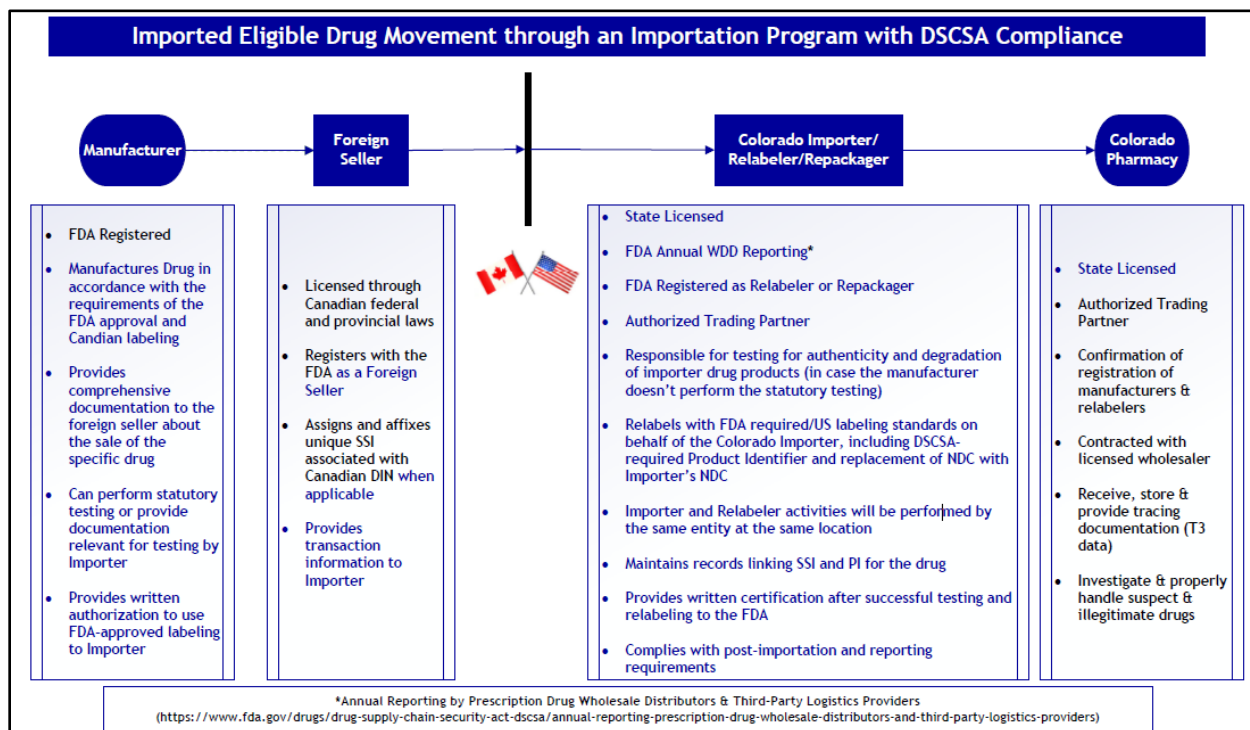 Imported Eligible Drug Movement through an Importation Program with DSCSA Compliance
Manufacturer
Foreign
Seller
Colorado Importer/
Relabeler/Repackager
Colorado
Pharmacy
• FDA Registered
• Manufactures Drug in
accordance with the
requirements of the
FDA approval and
Candian labeling
• Provides
comprehensive
documentation to the
foreign seller about
the sale of the
specific drug
• Can perform statutory
testing or provide
documentation
relevant for testing by
Importer
• Provides written
authorization to use
FDA-approved labeling
to Importer
• Licensed through
Canadian federal
and provincial laws
• Registers with the
FDA as a Foreign
Seller
• Assigns and affixes
unique SSI
associated with
Canadian DIN when
applicable
• Provides
transaction
information to
Importer
• State Licensed
• FDA Annual WDD Reporting*
• FDA Registered as Relabeler or Repackager
• Authorized Trading Partner
• Responsible for testing for authenticity and degradation
of importer drug products (in case the manufacturer
doesn’t perform the statutory testing)
• Relabels with FDA required/US labeling standards on
behalf of the Colorado Importer, including DSCSA-
required Product Identifier and replacement of NDC with
Importer’s NDC
• Importer and Relabeler activities will be performed by
the same entity at the same location
• Maintains records linking SSI and PI for the drug
• Provides written certification after successful testing and
relabeling to the FDA
• Complies with post-importation and reporting
requirements
• State Licensed
• Authorized Trading
Partner
• Confirmation of
registration of
manufacturers &
relabelers
• Contracted with
licensed wholesaler
• Receive, store &
provide tracing
documentation (T3
data)
• Investigate & properly
handle suspect &
illegitimate drugs
*Annual Reporting by Prescription Drug Wholesale Distributors & Third-Party Logistics Providers
(https://www.fda.gov/drugs/drug-supply-chain-security-act-dscsa/annual-reporting-prescription-drug-wholesale-distributors-and-third-party-logistics-providers)